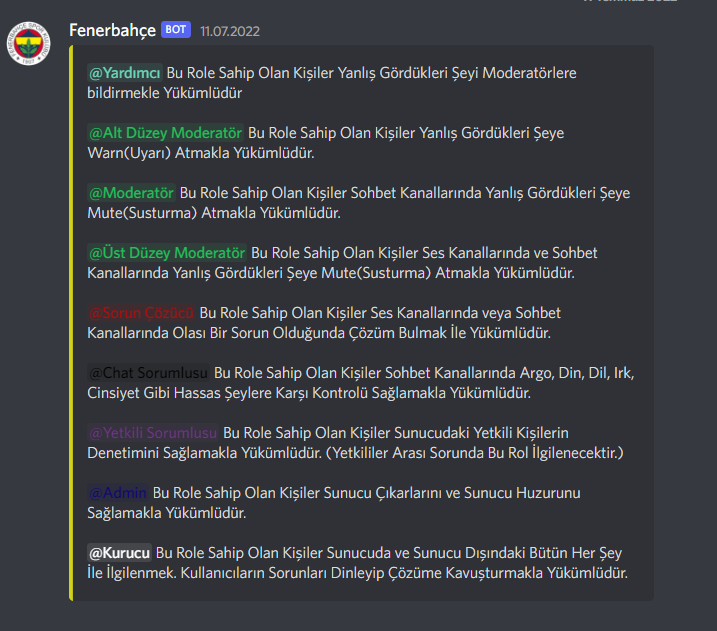 Fenerbahçe BOT 11.07.2022
@Yardımcı Bu Role Sahip Olan Kişiler Yanlış Gördükleri Şeyi Moderatörlere
bildirmekle Yükümlüdür
@Alt Düzey Moderatör Bu Role Sahip Olan Kişiler Yanlış Gördükleri Şeye
Warn(Uyarı) Atmakla Yükümlüdür.
@Moderatör Bu Role Sahip Olan Kişiler Sohbet Kanallarında Yanlış Gördükleri Şeye
Mute(Susturma) Atmakla Yükümlüdür.
@Üst Düzey Moderatör Bu Role Sahip Olan Kişiler Ses Kanallarında ve Sohbet
Kanallarında Yanlış Gördükleri Şeye Mute(Susturma) Atmakla Yükümlüdür.
@Sorun Çözücü Bu Role Sahip Olan Kişiler Ses Kanallarında veya Sohbet
Kanallarında Olası Bir Sorun Olduğunda Çözüm Bulmak İle Yükümlüdür.
@Chat Sorumlusu Bu Role Sahip Olan Kişiler Sohbet Kanallarında Argo, Din, Dil, Irk,
Cinsiyet Gibi Hassas Şeylere Karşı Kontrolü Sağlamakla Yükümlüdür.
@Yetkili Sorumlusu Bu Role Sahip Olan Kişiler Sunucudaki Yetkili Kişilerin
Denetimini Sağlamakla Yükümlüdür. (Yetkililer Arası Sorunda Bu Rol İlgilenecektir.)
@Admin Bu Role Sahip Olan Kişiler Sunucu Çıkarlarını ve Sunucu Huzurunu
Sağlamakla Yükümlüdür.
@Kurucu Bu Role Sahip Olan Kişiler Sunucuda ve Sunucu Dışındaki Bütün Her Şey
İle İlgilenmek. Kullanıcıların Sorunları Dinleyip Çözüme Kavuşturmakla Yükümlüdür.